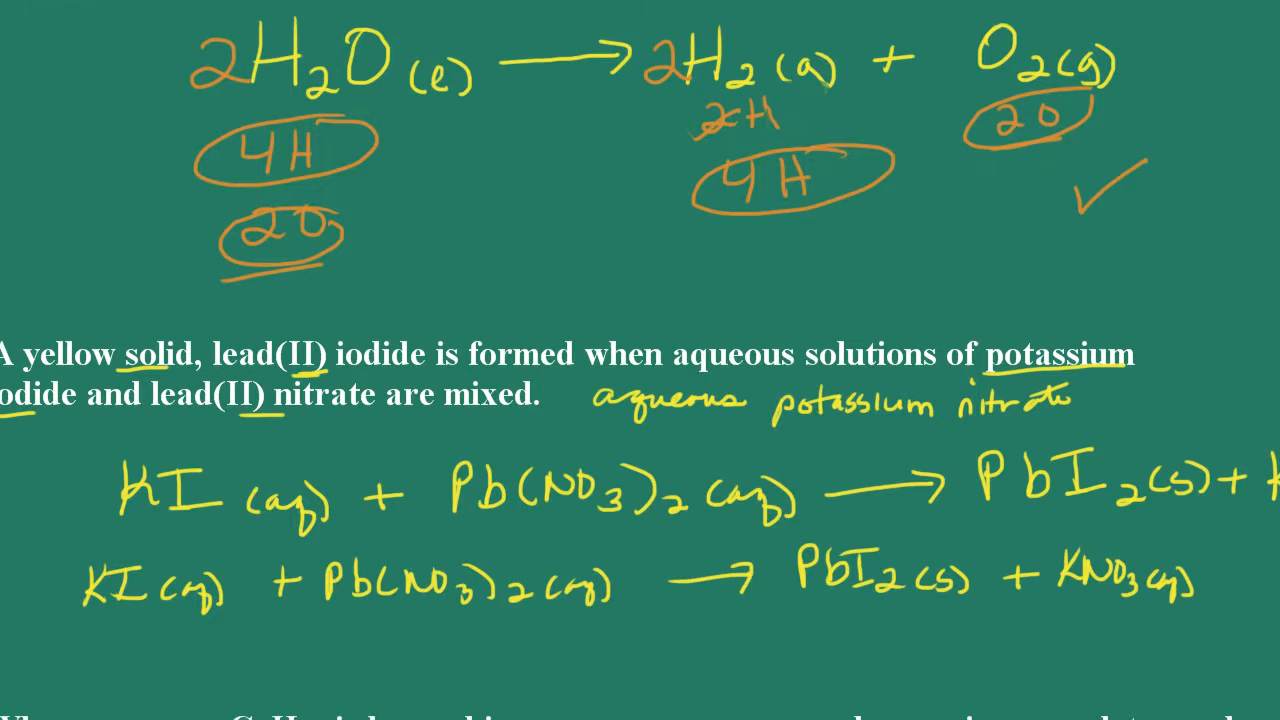 2H2O(l) → 2H2(g) + O2(g)
2H 2O
4H 4H
2O
A yellow solid, lead(II) iodide is formed when aqueous solutions of potassium
odide and lead(II) nitrate are mixed. aqueous potassium nitrate
KI(aq) + Pb(NO3)2(aq) → PbI2(s) + K
KI(aq) + Pb(NO3)2(aq) → PbI2(s) + KNO3(aq)